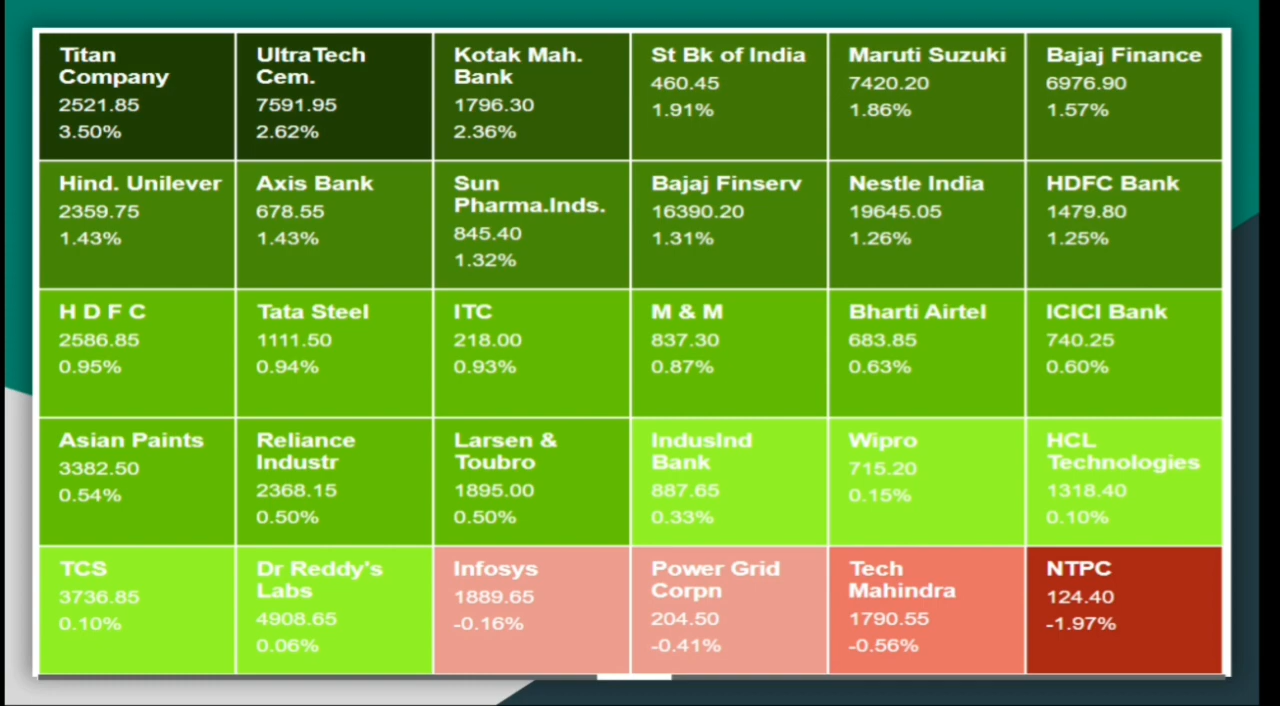 Titan
Company
2521.85
3.50%
UltraTech
Cem.
7591.95
2.62%
Kotak Mah.
Bank
1796.30
2.36%
St Bk of India
460.45
1.91%
Maruti Suzuki
7420.20
1.86%
Bajaj Finance
6976.90
1.57%
Hind. Unilever
2359.75
1.43%
Axis Bank
678.55
1.43%
Sun
Pharma.Inds.
845.40
1.32%
Bajaj Finserv
16390.20
1.31%
Nestle India
19645.05
1.26%
HDFC Bank
1479.80
1.25%
H D F C
2586.85
0.95%
Tata Steel
1111.50
0.94%
ITC
218.00
0.93%
M & M
837.30
0.87%
Bharti Airtel
683.85
0.63%
ICICI Bank
740.25
0.60%
Asian Paints
3382.50
0.54%
Reliance
Industr
2368.15
0.50%
Larsen &
Toubro
1895.00
0.50%
IndusInd
Bank
887.65
0.33%
Wipro
715.20
0.15%
HCL
Technologies
1318.40
0.10%
TCS
3736.85
0.10%
Dr Reddy's
Labs
4908.65
0.06%
Infosys
1889.65
-0.16%
Power Grid
Corpn
204.50
-0.41%
Tech
Mahindra
1790.55
-0.56%
NTPC
124.40
-1.97%